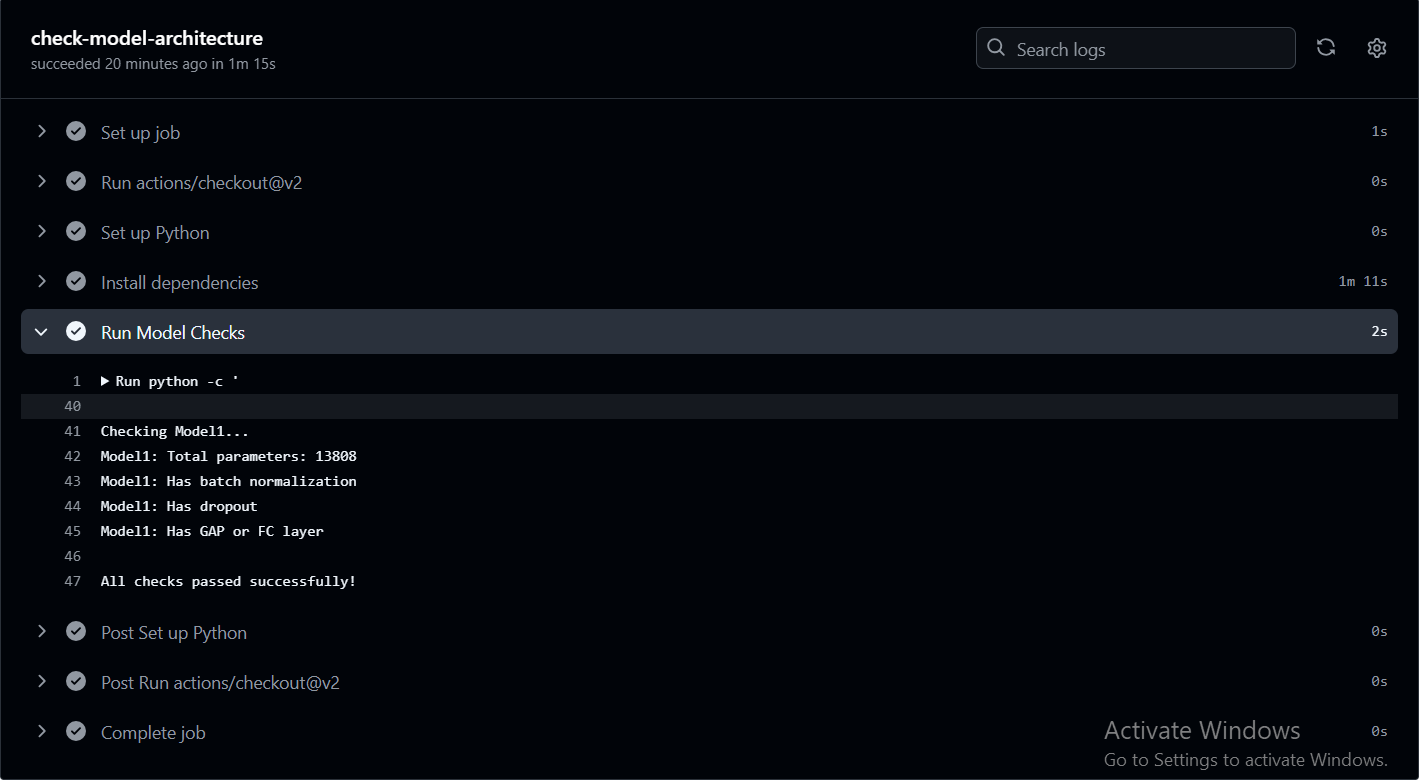 check-model-architecture
succeeded 20 minutes ago in 1m 15s
Search logs
Set up job 1s
Run actions/checkout@v2 0s
Set up Python 0s
Install dependencies 1m 11s
Run Model Checks 2s
1 Run python -c '
40
41 Checking Model1...
42 Model1: Total parameters: 13808
43 Model1: Has batch normalization
44 Model1: Has dropout
45 Model1: Has GAP or FC layer
46
47 All checks passed successfully!
Post Set up Python 0s
Post Run actions/checkout@v2 0s
Complete job 0s
Activate Windows
Go to Settings to activate Windows.